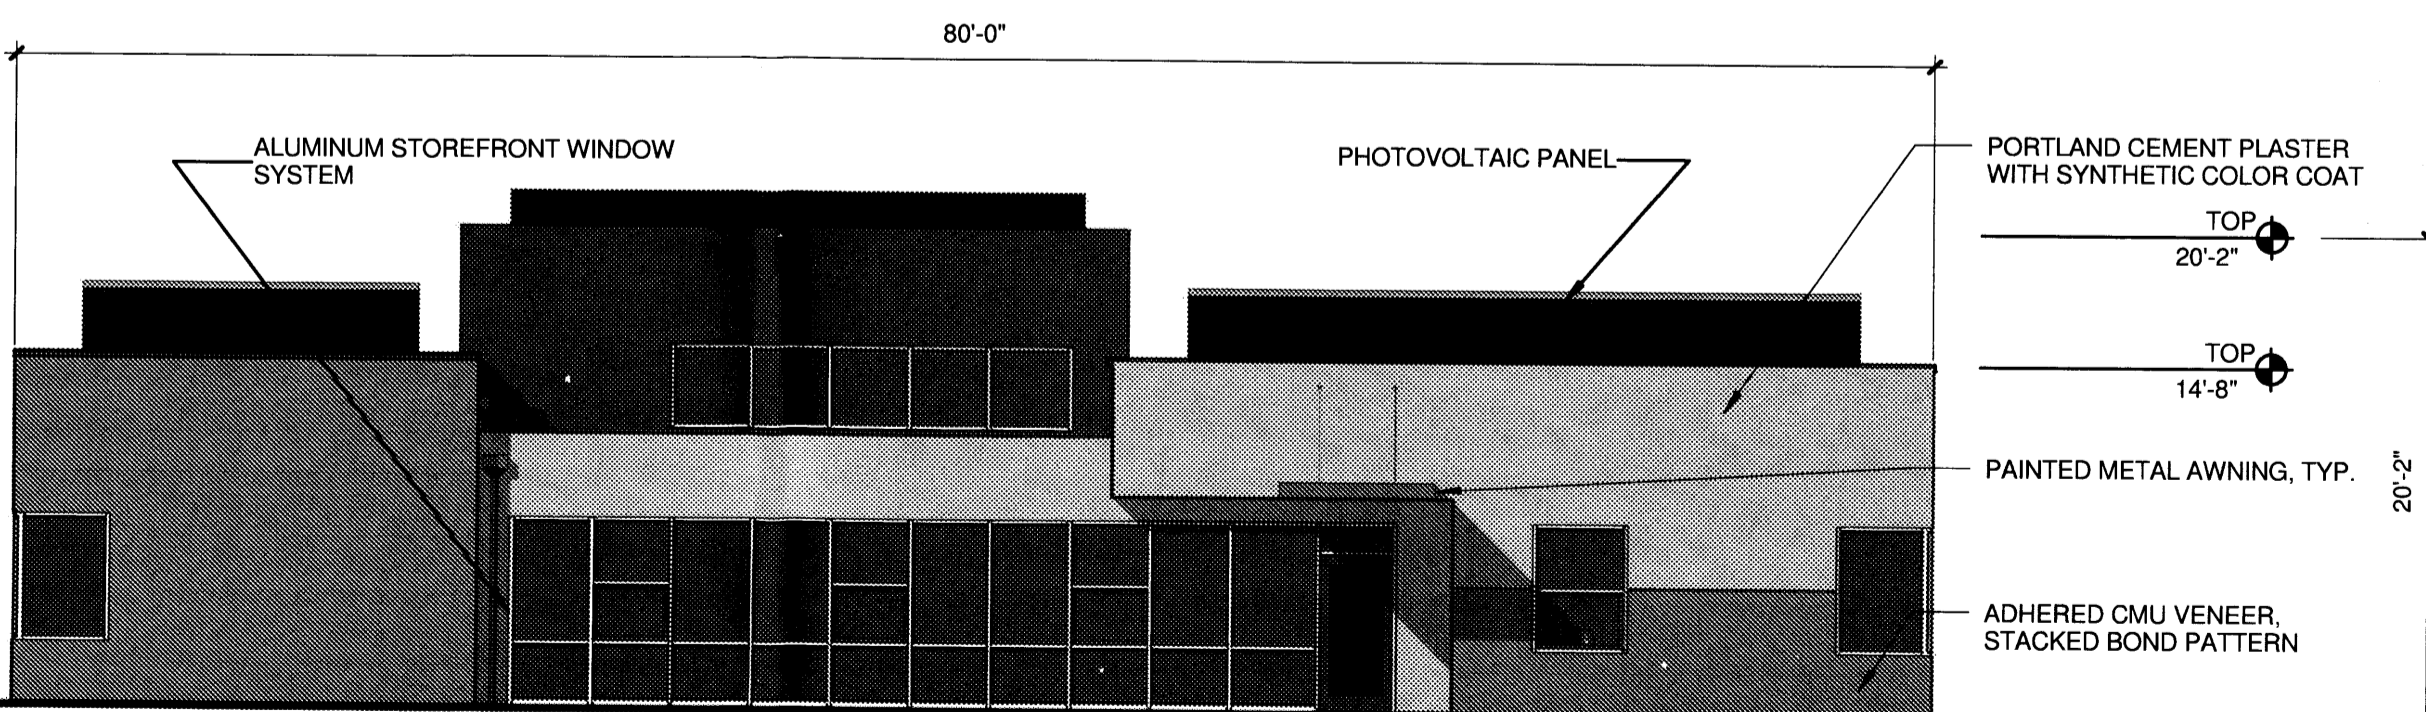 80'-0"
ALUMINUM STOREFRONT WINDOW
SYSTEM
PHOTOVOLTAIC PANEL
PORTLAND CEMENT PLASTER
WITH SYNTHETIC COLOR COAT
TOP
20'-2"
TOP
14'-8"
PAINTED METAL AWNING, TYP.
20'-2"
ADHERED CMU VENEER,
STACKED BOND PATTERN